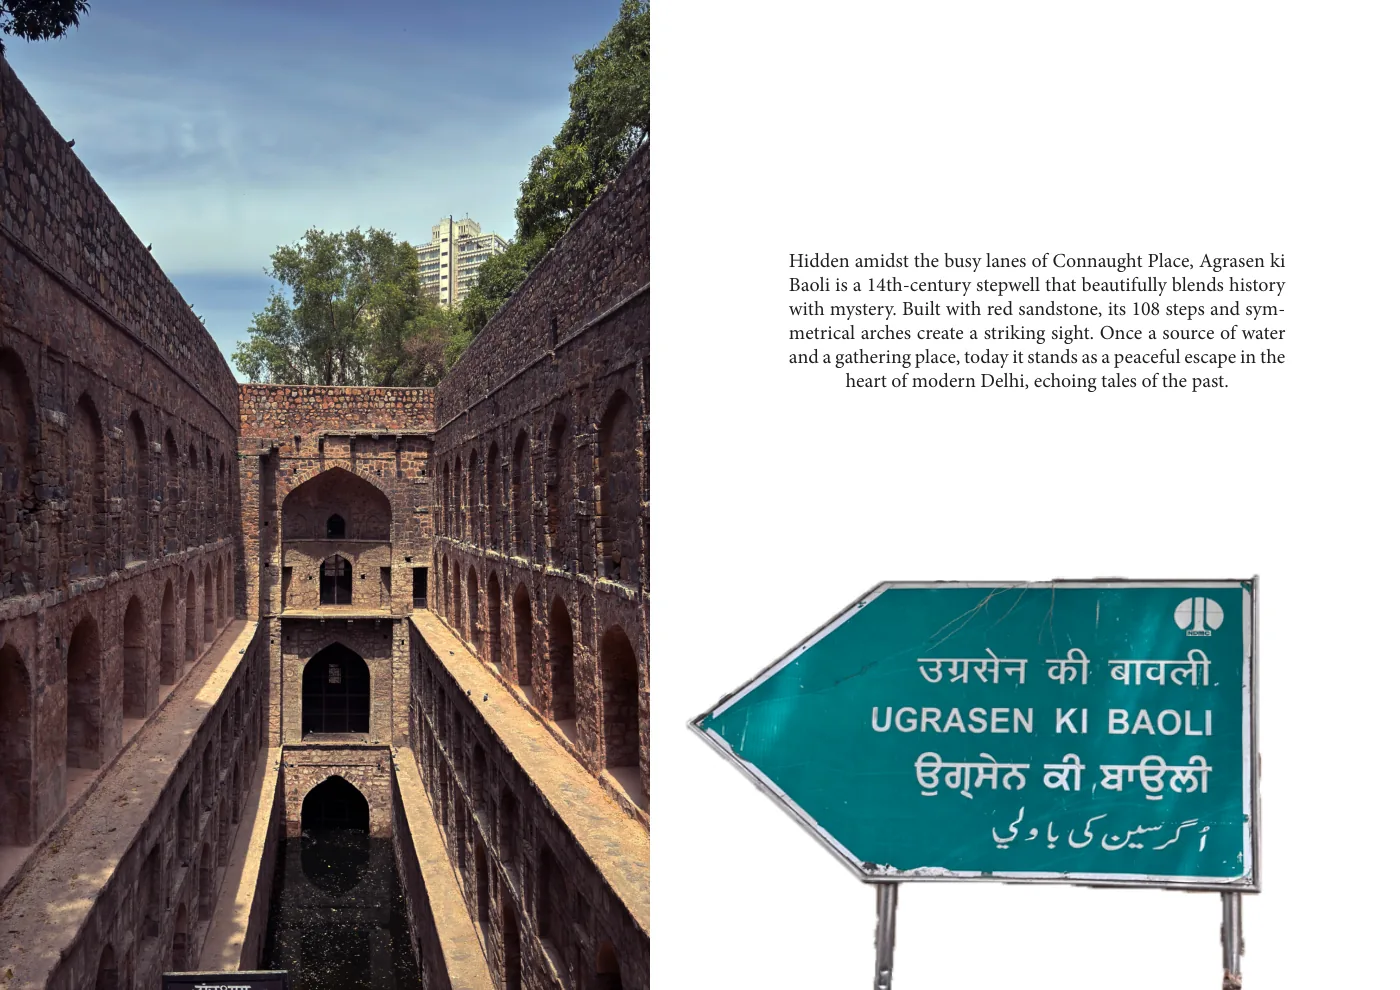 Hidden amidst the busy lanes of Connaught Place, Agrasen ki
Baoli is a 14th-century stepwell that beautifully blends history
with mystery. Built with red sandstone, its 108 steps and sym-
metrical arches create a striking sight. Once a source of water
and a gathering place, today it stands as a peaceful escape in the
heart of modern Delhi, echoing tales of the past.
NDMC
उग्रसेन की बावली
UGRASEN KI BAOLI
ਉਗ੍ਰਸੇਨ ਕੀ ਬਾਉਲੀ
اُگرسین کی باولی